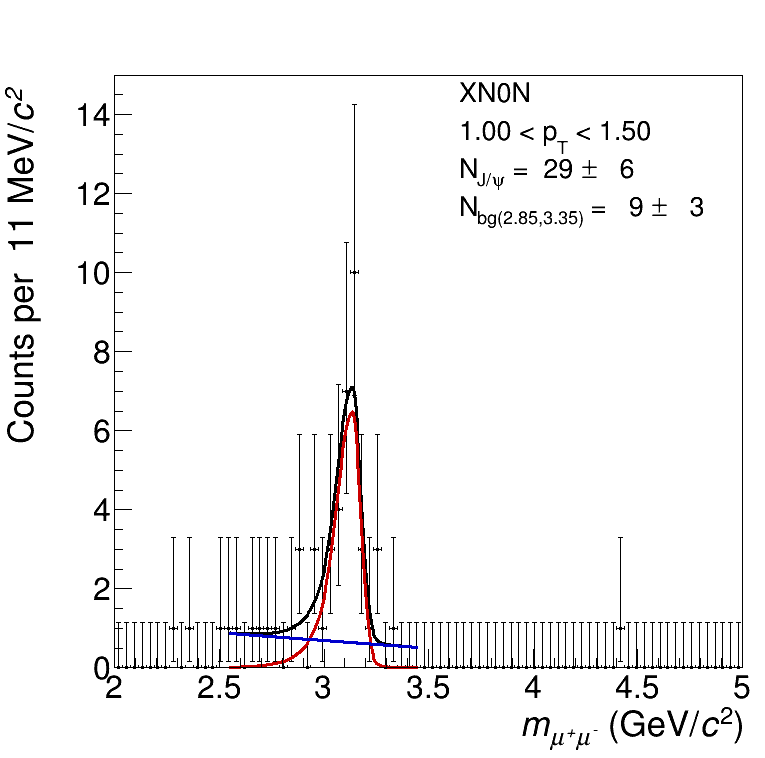 XN0N
1.00 < p_T < 1.50
N_J/ψ = 29 ± 6
N_bg(2.85,3.35) = 9 ± 3
Counts per 11 MeV/c²
14
12
10
8
6
4
2
0
2 2.5 3 3.5 4 4.5 5
m_μ⁺μ⁻ (GeV/c²)